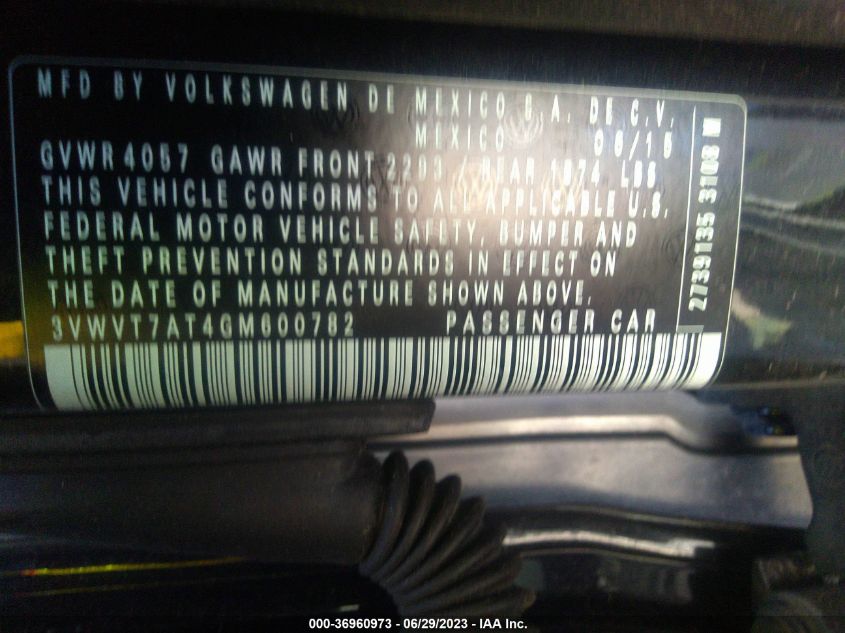 MFD BY VOLKSWAGEN DE MEXICO S.A. DE C.V.
MEXICO 06/15
GVWR 4057 GAWR FRONT 2203 / REAR 1874 LBS
THIS VEHICLE CONFORMS TO ALL APPLICABLE U.S.
FEDERAL MOTOR VEHICLE SAFETY, BUMPER AND
THEFT PREVENTION STANDARDS IN EFFECT ON
THE DATE OF MANUFACTURE SHOWN ABOVE.
3VWVT7AT4GM600782 PASSENGER CAR
2739135 3108 M
000-36960973 - 06/29/2023 - IAA Inc.